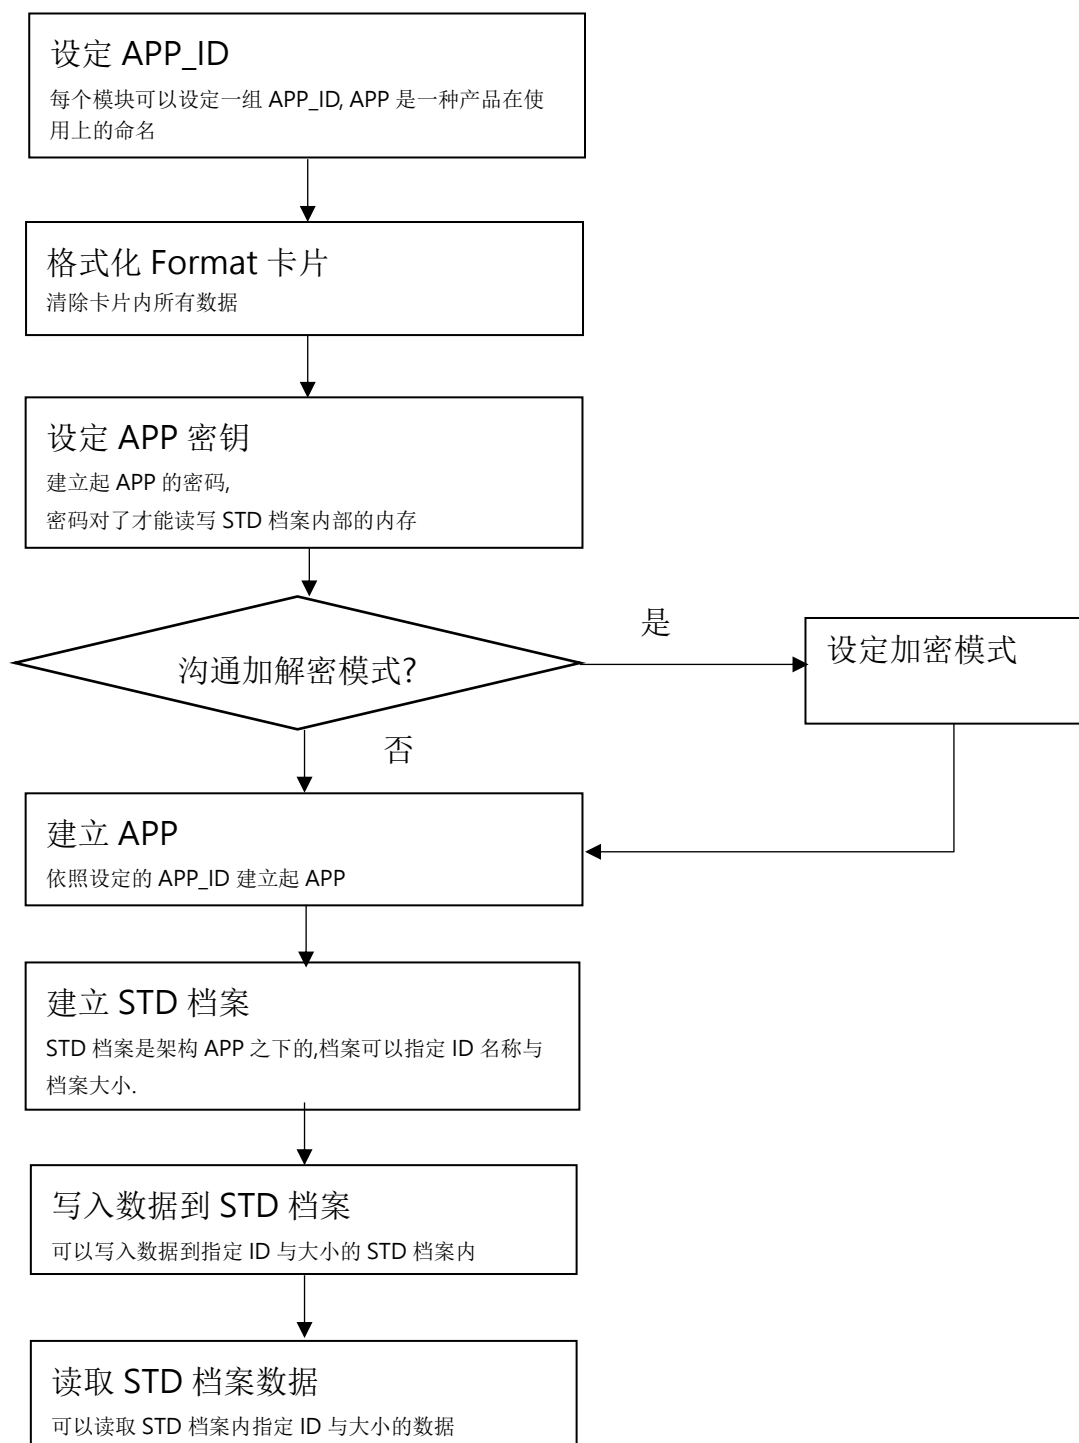 设定 APP_ID
每个模块可以设定一组 APP_ID, APP 是一种产品在使
用上的命名
格式化 Format 卡片
清除卡片内所有数据
设定 APP 密钥
建立起 APP 的密码,
密码对了才能读写 STD 档案内部的内存
沟通加解密模式?
是
设定加密模式
否
建立 APP
依照设定的 APP_ID 建立起 APP
建立 STD 档案
STD 档案是架构 APP 之下的,档案可以指定 ID 名称与
档案大小.
写入数据到 STD 档案
可以写入数据到指定 ID 与大小的 STD 档案内
读取 STD 档案数据
可以读取 STD 档案内指定 ID 与大小的数据